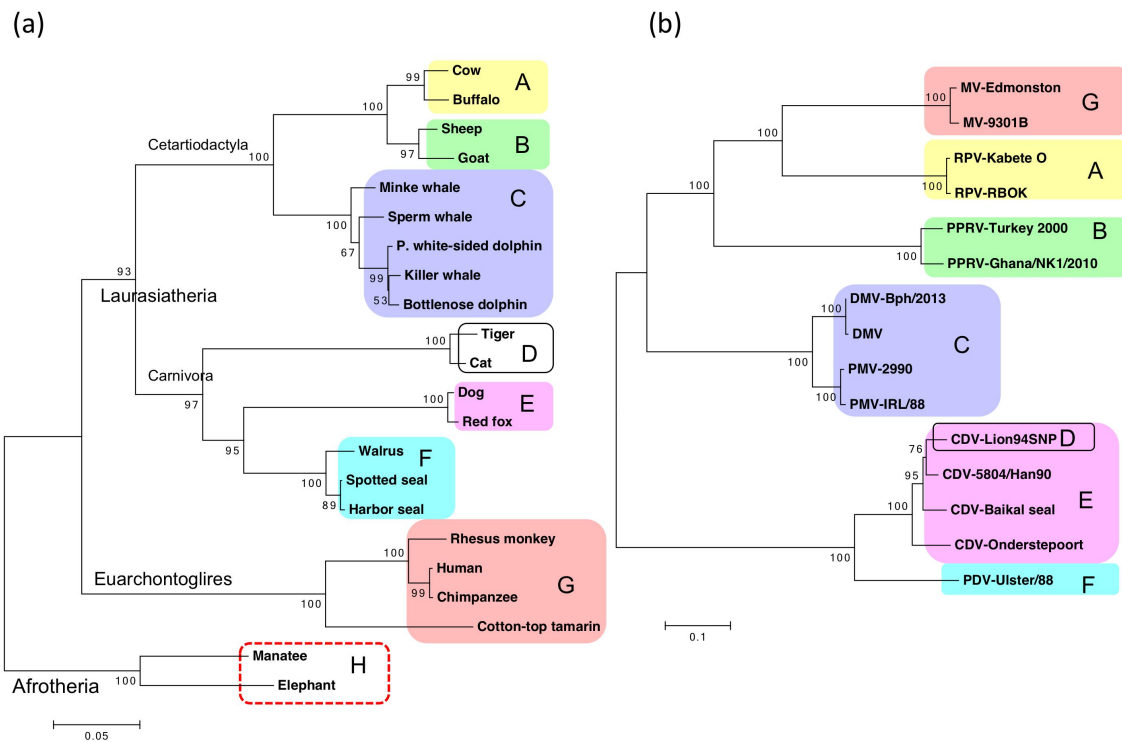 (a)
Cow
Buffalo
A
99
100
Sheep
Goat
B
97
Cetartiodactyla
100
Minke whale
Sperm whale
P. white-sided dolphin
Killer whale
Bottlenose dolphin
C
100
67
99
53
93
Laurasiatheria
Tiger
Cat
D
100
Carnivora
97
Dog
Red fox
E
100
95
Walrus
Spotted seal
Harbor seal
F
100
89
Rhesus monkey
Human
Chimpanzee
Cotton-top tamarin
G
100
99
Euarchontoglires
100
Manatee
Elephant
H
100
Afrotheria
0.05
(b)
MV-Edmonston
MV-9301B
G
100
100
RPV-Kabete O
RPV-RBOK
A
100
100
PPRV-Turkey 2000
PPRV-Ghana/NK1/2010
B
100
DMV-Bph/2013
DMV
PMV-2990
PMV-IRL/88
C
100
100
100
CDV-Lion94SNP
D
CDV-5804/Han90
CDV-Baikal seal
CDV-Onderstepoort
E
76
95
100
100
PDV-Ulster/88
F
0.1